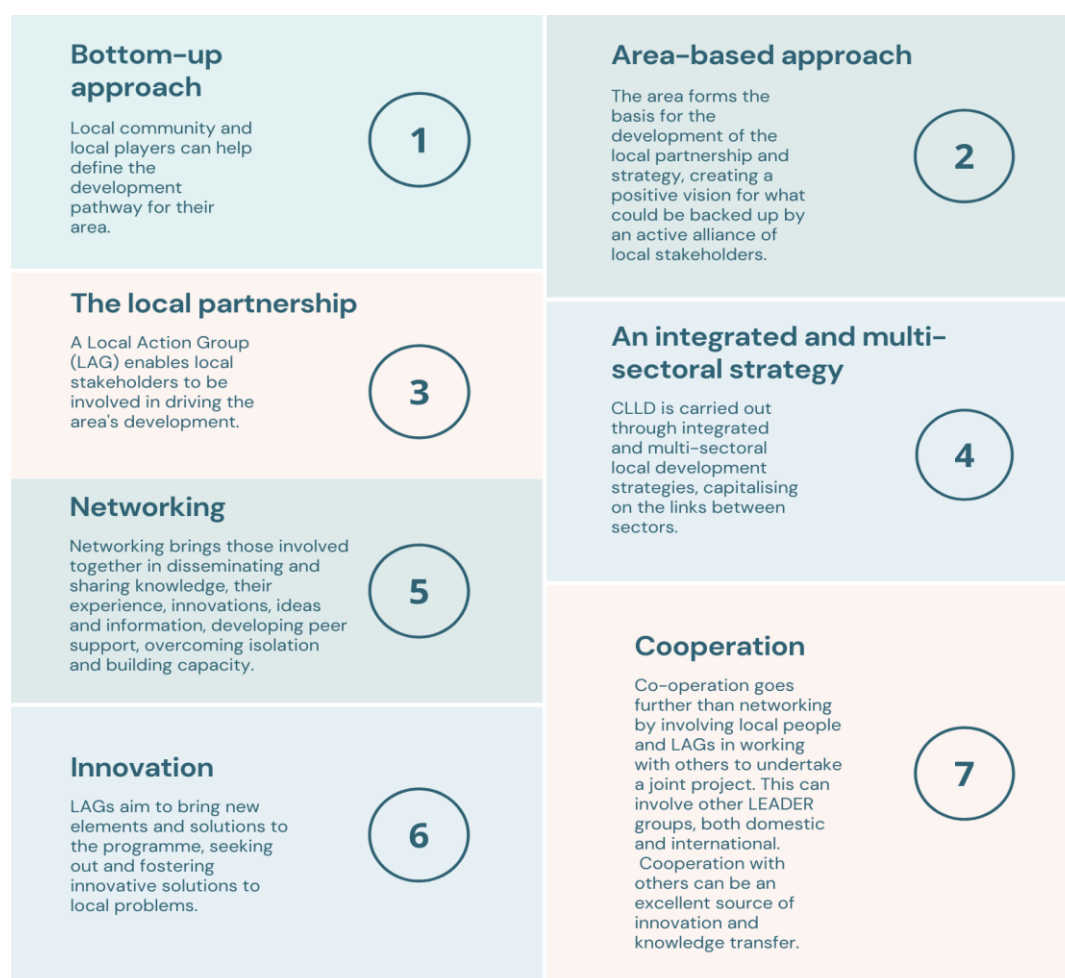 Bottom-up
approach
Local community and
local players can help
define the
development
pathway for their
area.
1
Area-based approach
The area forms the
basis for the
development of the
local partnership and
strategy, creating a
positive vision for what
could be backed up by
an active alliance of
local stakeholders.
2
The local partnership
A Local Action Group
(LAG) enables local
stakeholders to be
involved in driving the
area's development.
3
An integrated and multi-
sectoral strategy
CLLD is carried out
through integrated
and multi-sectoral
local development
strategies, capitalising
on the links between
sectors.
4
Networking
Networking brings those involved
together in disseminating and
sharing knowledge, their
experience, innovations, ideas
and information, developing peer
support, overcoming isolation
and building capacity.
5
Innovation
LAGs aim to bring new
elements and solutions to
the programme, seeking
out and fostering
innovative solutions to
local problems.
6
Cooperation
Co-operation goes
further than networking
by involving local people
and LAGs in working
with others to undertake
a joint project. This can
involve other LEADER
groups, both domestic
and international.
Cooperation with
others can be an
excellent source of
innovation and
knowledge transfer.
7